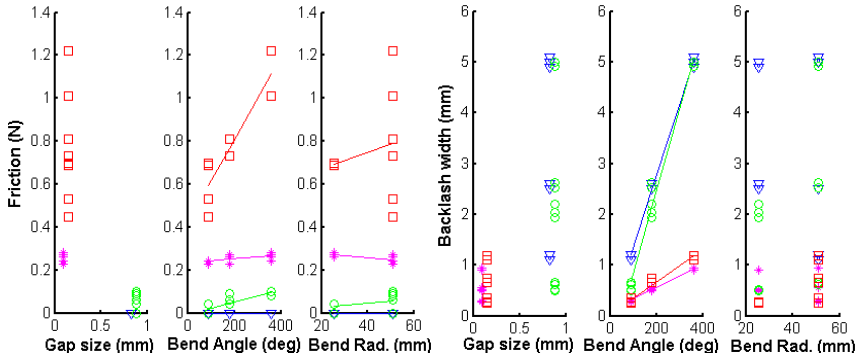 1.4 1.4 1.4 6 6 6
1.2 1.2 1.2 5 5 5
1 1 1 4 4 4
0.8 0.8 0.8 3 3 3
0.6 0.6 0.6 2 2 2
0.4 0.4 0.4 1 1 1
0.2 0.2 0.2
0 0 0 0 0 0
Friction (N)
Backlash width (mm)
0 0.5 1 0 200 400 20 40 60 0 0.5 1 0 200 400 20 40 60
Gap size (mm) Bend Angle (deg) Bend Rad. (mm) Gap size (mm) Bend Angle (deg) Bend Rad. (mm)